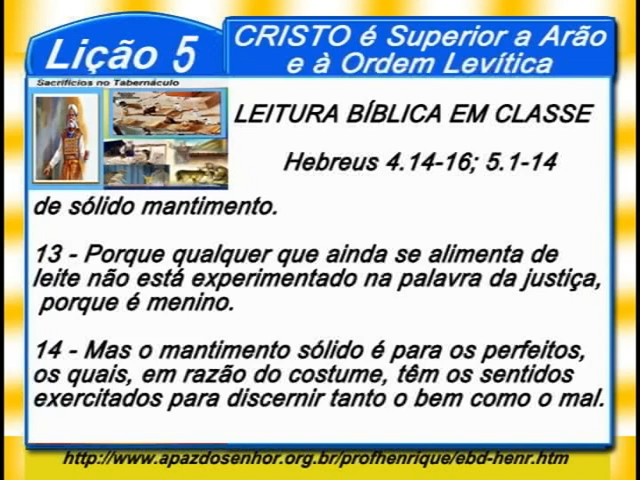 Lição 5
CRISTO é Superior a Arão
e à Ordem Levítica
Sacrifícios no Tabernáculo
LEITURA BÍBLICA EM CLASSE
Hebreus 4.14-16; 5.1-14
de sólido mantimento.
13 - Porque qualquer que ainda se alimenta de
leite não está experimentado na palavra da justiça,
porque é menino.
14 - Mas o mantimento sólido é para os perfeitos,
os quais, em razão do costume, têm os sentidos
exercitados para discernir tanto o bem como o mal.
http://www.apazdosenhor.org.br/profhenrique/ebd-henr.htm